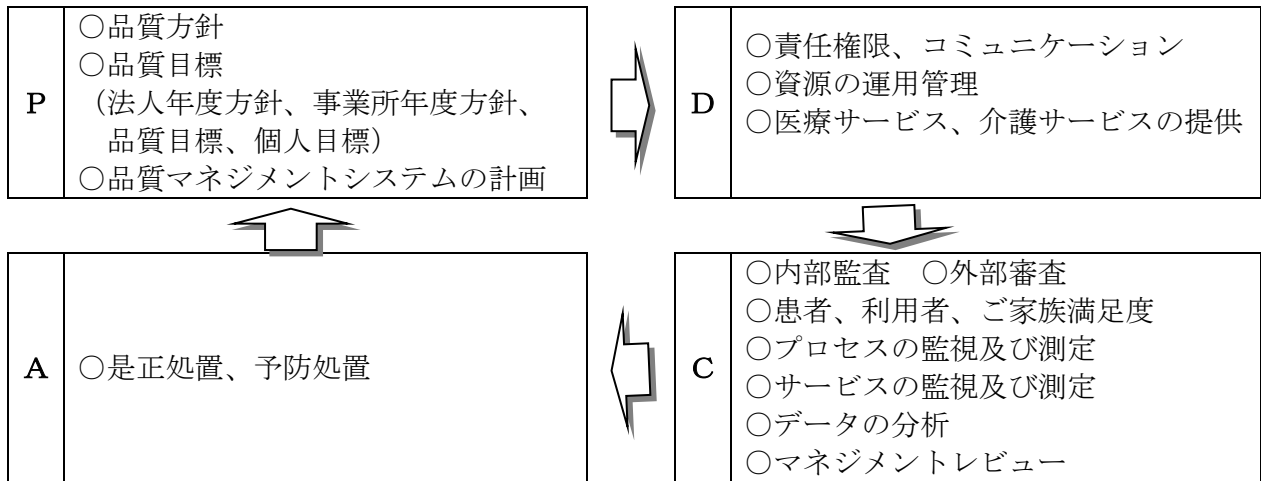 P
○品質方針
○品質目標
（法人年度方針、事業所年度方針、
品質目標、個人目標）
○品質マネジメントシステムの計画
D
○責任権限、コミュニケーション
○資源の運用管理
○医療サービス、介護サービスの提供
A
○是正処置、予防処置
C
○内部監査　○外部審査
○患者、利用者、ご家族満足度
○プロセスの監視及び測定
○サービスの監視及び測定
○データの分析
○マネジメントレビュー